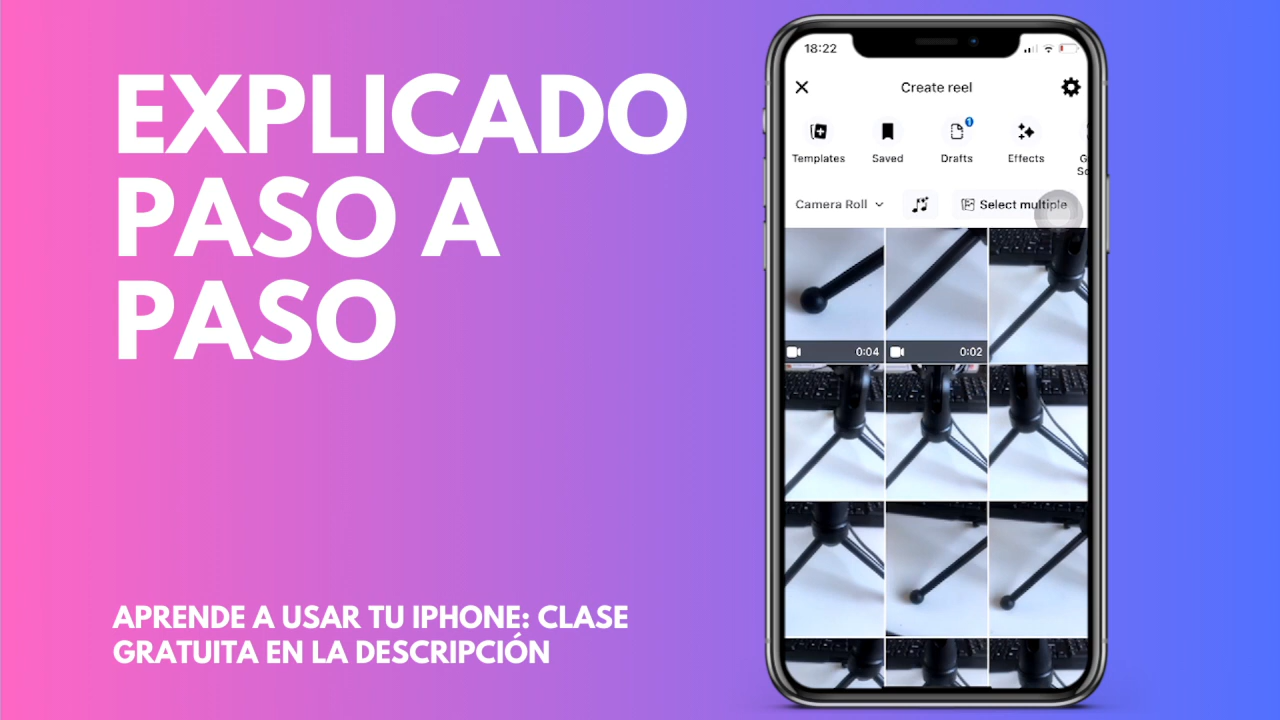 EXPLICADO
PASO A
PASO
APRENDE A USAR TU IPHONE: CLASE
GRATUITA EN LA DESCRIPCIÓN
18:22
Create reel
Templates Saved Drafts 1 Effects
Camera Roll Select multiple
0:04 0:02